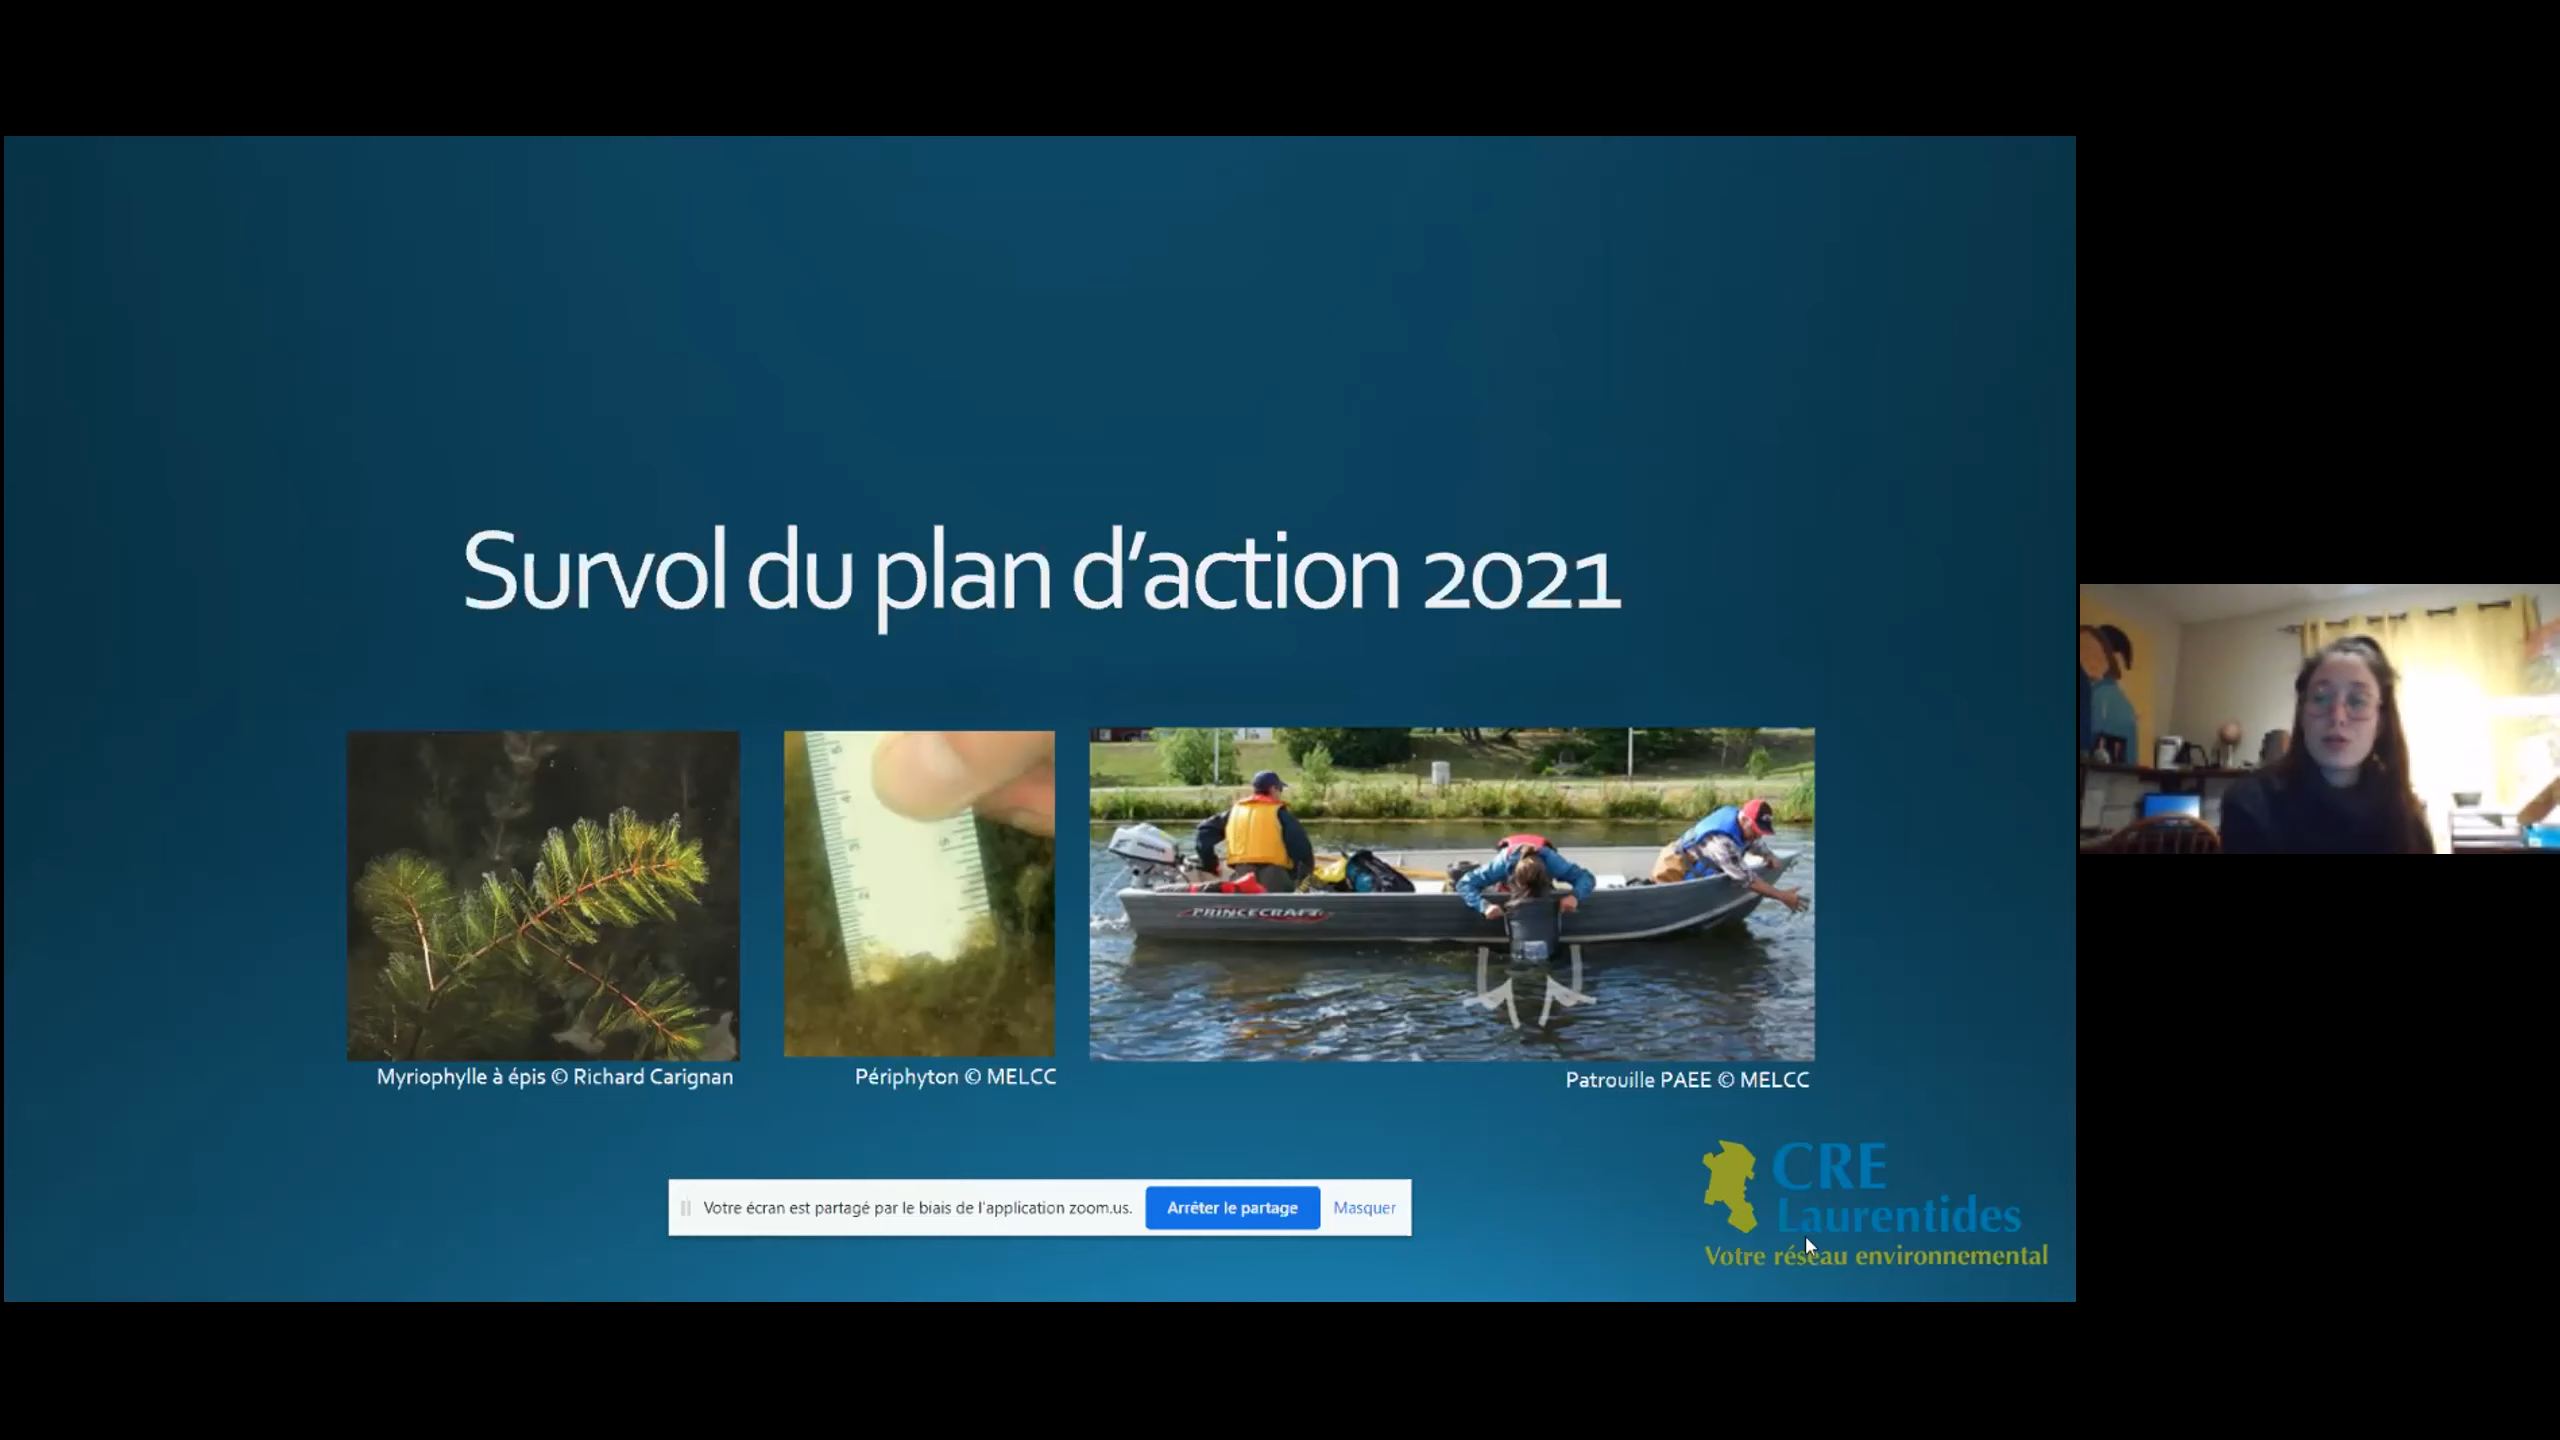 Survol du plan d’action 2021
PRINCECRAFT
Myriophylle à épis © Richard Carignan
Périphyton © MELCC
Patrouille PAEE © MELCC
Votre écran est partagé par le biais de l'application zoom.us.
Arrêter le partage
Masquer
CRE
Laurentides
Votre réseau environnemental